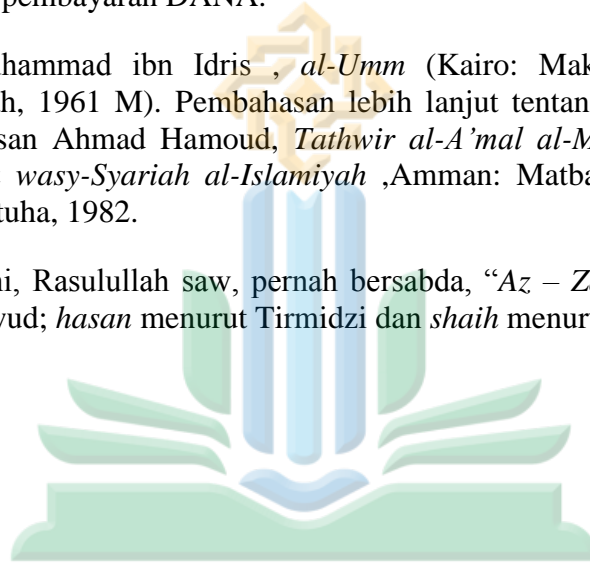 pembayaran DANA.
uhammad ibn Idris , al-Umm (Kairo: Mak
h, 1961 M). Pembahasan lebih lanjut tentan
san Ahmad Hamoud, Tathwir al-A’mal al-M
wasy-Syariah al-Islamiyah ,Amman: Matba
tuha, 1982.
ni, Rasulullah saw, pernah bersabda, “Az – Z
yud; hasan menurut Tirmidzi dan shaih menur